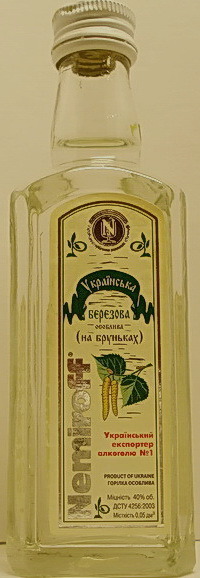 N
Українська
БЕРЕЗОВА
ОСОБЛИВА
(НА БРУНЬКАХ)
Nemiroff®
Український
експортер
алкоголю №1
PRODUCT OF UKRAINE
ГОРІЛКА ОСОБЛИВА
Міцність 40% об.
ДСТУ 4256:2003
Місткість 0,05 дм³